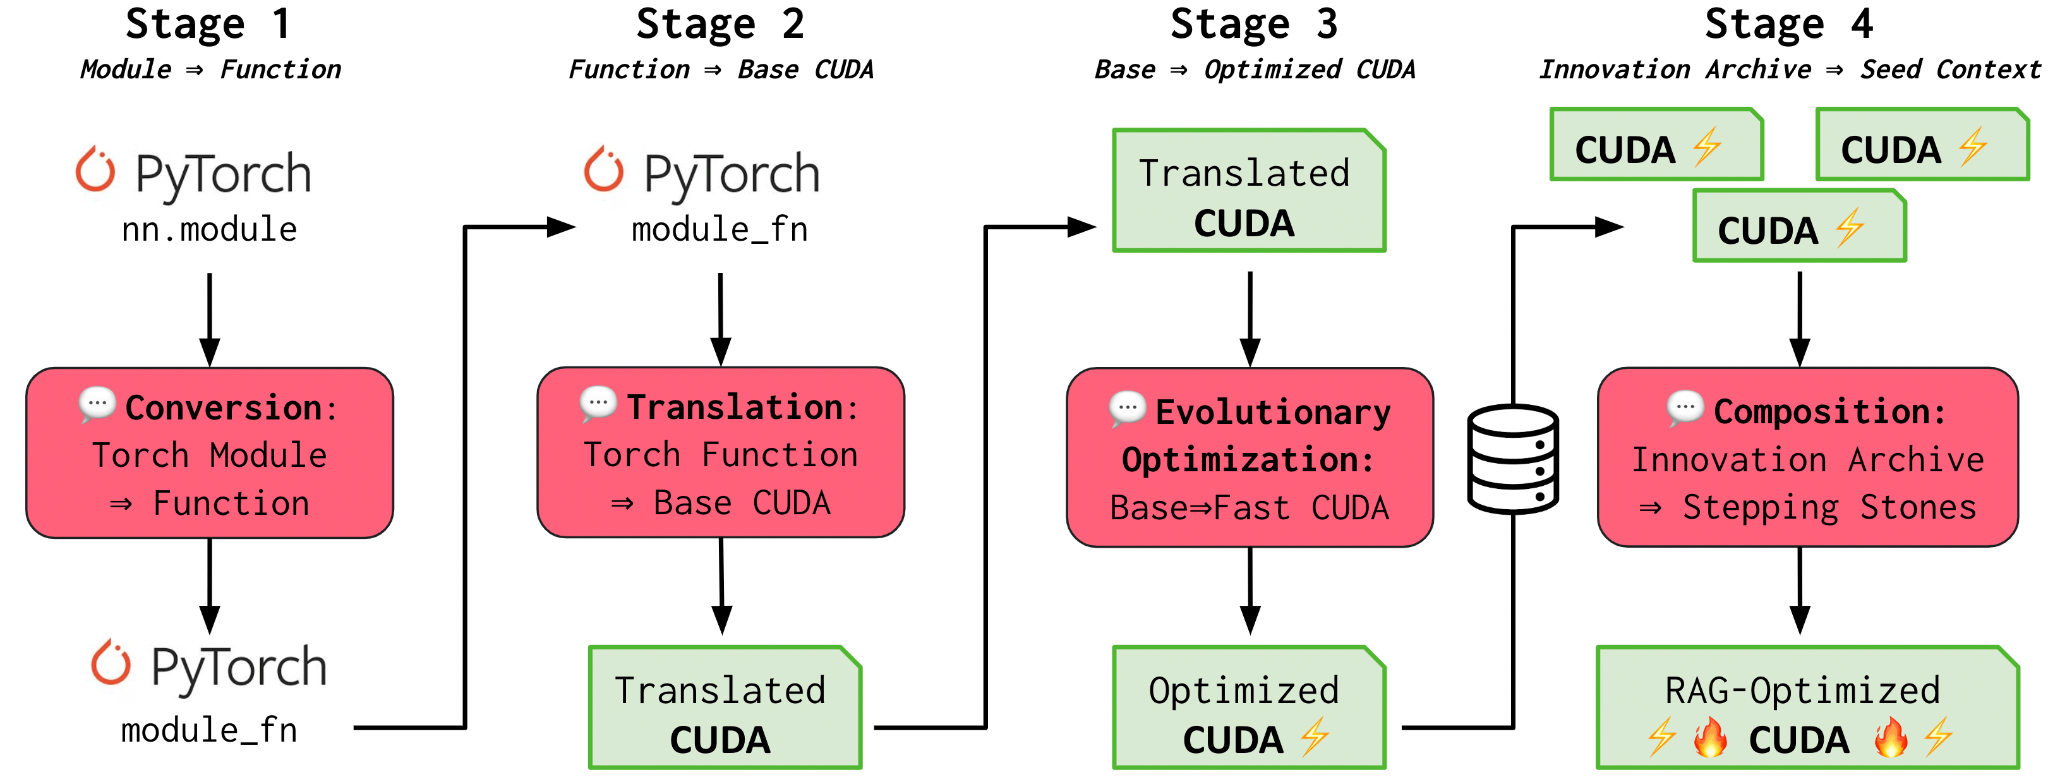 Stage 1
Module ⇒ Function
PyTorch
nn.module
Conversion:
Torch Module
⇒ Function
PyTorch
module_fn
Stage 2
Function ⇒ Base CUDA
PyTorch
module_fn
Translation:
Torch Function
⇒ Base CUDA
Translated
CUDA
Stage 3
Base ⇒ Optimized CUDA
Translated
CUDA
Evolutionary
Optimization:
Base⇒Fast CUDA
Optimized
CUDA ⚡
Stage 4
Innovation Archive ⇒ Seed Context
CUDA ⚡
CUDA ⚡
CUDA ⚡
Composition:
Innovation Archive
⇒ Stepping Stones
RAG-Optimized
⚡🔥 CUDA 🔥⚡